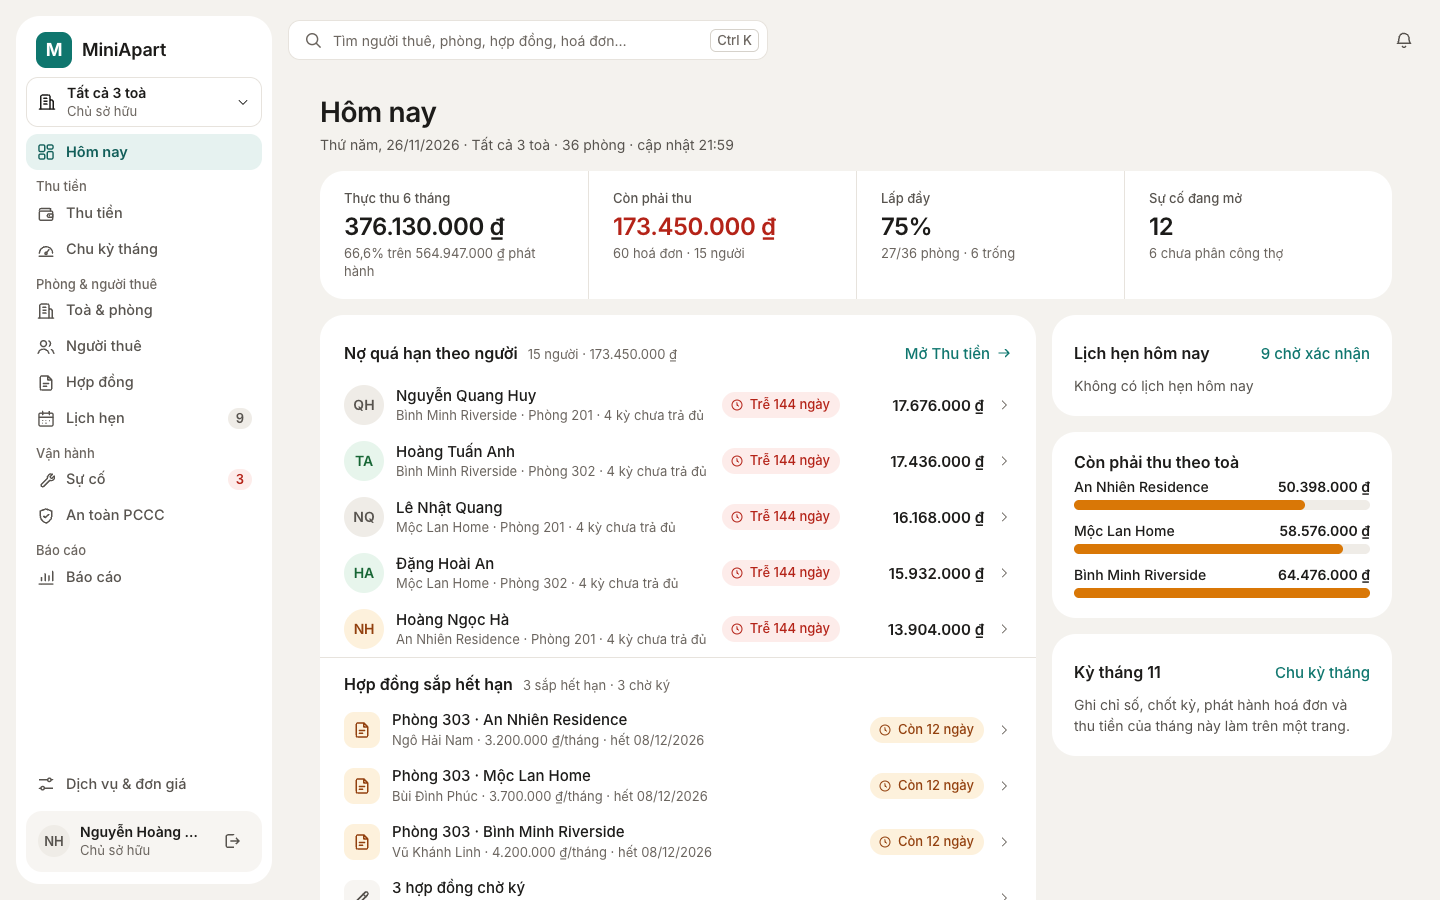 M MiniApart
Tất cả 3 toà
Chủ sở hữu
Hôm nay
Thu tiền
Thu tiền
Chu kỳ tháng
Phòng & người thuê
Toà & phòng
Người thuê
Hợp đồng
Lịch hẹn 9
Vận hành
Sự cố 3
An toàn PCCC
Báo cáo
Báo cáo
Dịch vụ & đơn giá
NH Nguyễn Hoàng ...
Chủ sở hữu
Tìm người thuê, phòng, hợp đồng, hoá đơn... Ctrl K
Hôm nay
Thứ năm, 26/11/2026 · Tất cả 3 toà · 36 phòng · cập nhật 21:59
Thực thu 6 tháng
376.130.000 ₫
66,6% trên 564.947.000 ₫ phát
hành
Còn phải thu
173.450.000 ₫
60 hoá đơn · 15 người
Lấp đầy
75%
27/36 phòng · 6 trống
Sự cố đang mở
12
6 chưa phân công thợ
Nợ quá hạn theo người 15 người · 173.450.000 ₫ Mở Thu tiền →
QH Nguyễn Quang Huy
Bình Minh Riverside · Phòng 201 · 4 kỳ chưa trả đủ Trễ 144 ngày 17.676.000 ₫
TA Hoàng Tuấn Anh
Bình Minh Riverside · Phòng 302 · 4 kỳ chưa trả đủ Trễ 144 ngày 17.436.000 ₫
NQ Lê Nhật Quang
Mộc Lan Home · Phòng 201 · 4 kỳ chưa trả đủ Trễ 144 ngày 16.168.000 ₫
HA Đặng Hoài An
Mộc Lan Home · Phòng 302 · 4 kỳ chưa trả đủ Trễ 144 ngày 15.932.000 ₫
NH Hoàng Ngọc Hà
An Nhiên Residence · Phòng 201 · 4 kỳ chưa trả đủ Trễ 144 ngày 13.904.000 ₫
Hợp đồng sắp hết hạn 3 sắp hết hạn · 3 chờ ký
Phòng 303 · An Nhiên Residence
Ngô Hải Nam · 3.200.000 ₫/tháng · hết 08/12/2026 Còn 12 ngày
Phòng 303 · Mộc Lan Home
Bùi Đình Phúc · 3.700.000 ₫/tháng · hết 08/12/2026 Còn 12 ngày
Phòng 303 · Bình Minh Riverside
Vũ Khánh Linh · 4.200.000 ₫/tháng · hết 08/12/2026 Còn 12 ngày
3 hợp đồng chờ ký
Lịch hẹn hôm nay 9 chờ xác nhận
Không có lịch hẹn hôm nay
Còn phải thu theo toà
An Nhiên Residence 50.398.000 ₫
Mộc Lan Home 58.576.000 ₫
Bình Minh Riverside 64.476.000 ₫
Kỳ tháng 11 Chu kỳ tháng
Ghi chỉ số, chốt kỳ, phát hành hoá đơn và
thu tiền của tháng này làm trên một trang.